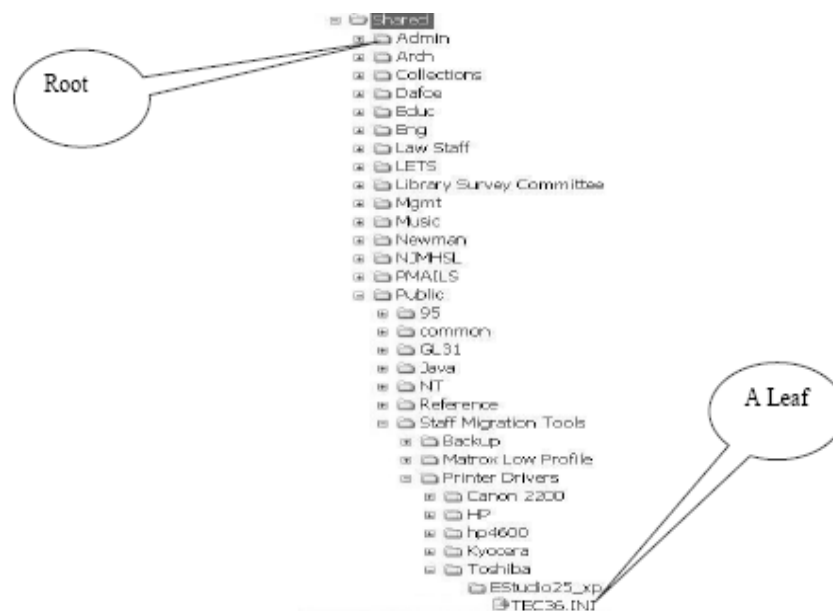 Shared
Admin
Root
Arch
Collections
Dafoe
Educ
Eng
Law Staff
LETS
Library Survey Committee
Mgmt
Music
Newman
NJMHSL
PMAILS
Public
95
common
GL31
Java
NT
A Leaf
Reference
Staff Migration Tools
Backup
Matrox Low Profile
Printer Drivers
Canon 2200
HP
hp4600
Kyocera
Toshiba
EStudio25_xp
TEC36.INI